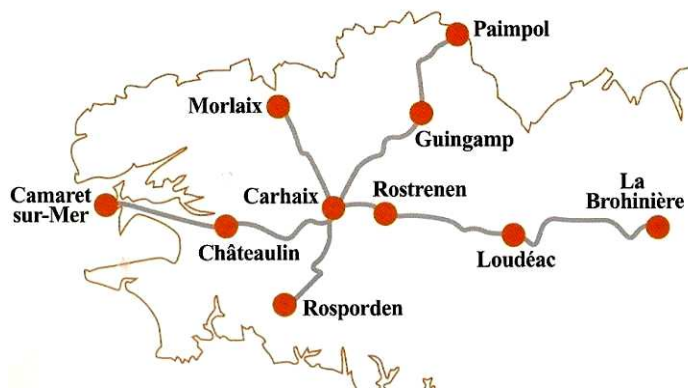 Paimpol
Morlaix
Guingamp
Camaret
sur-Mer
Carhaix
Rostrenen
La
Brohinière
Châteaulin
Loudéac
Rosporden